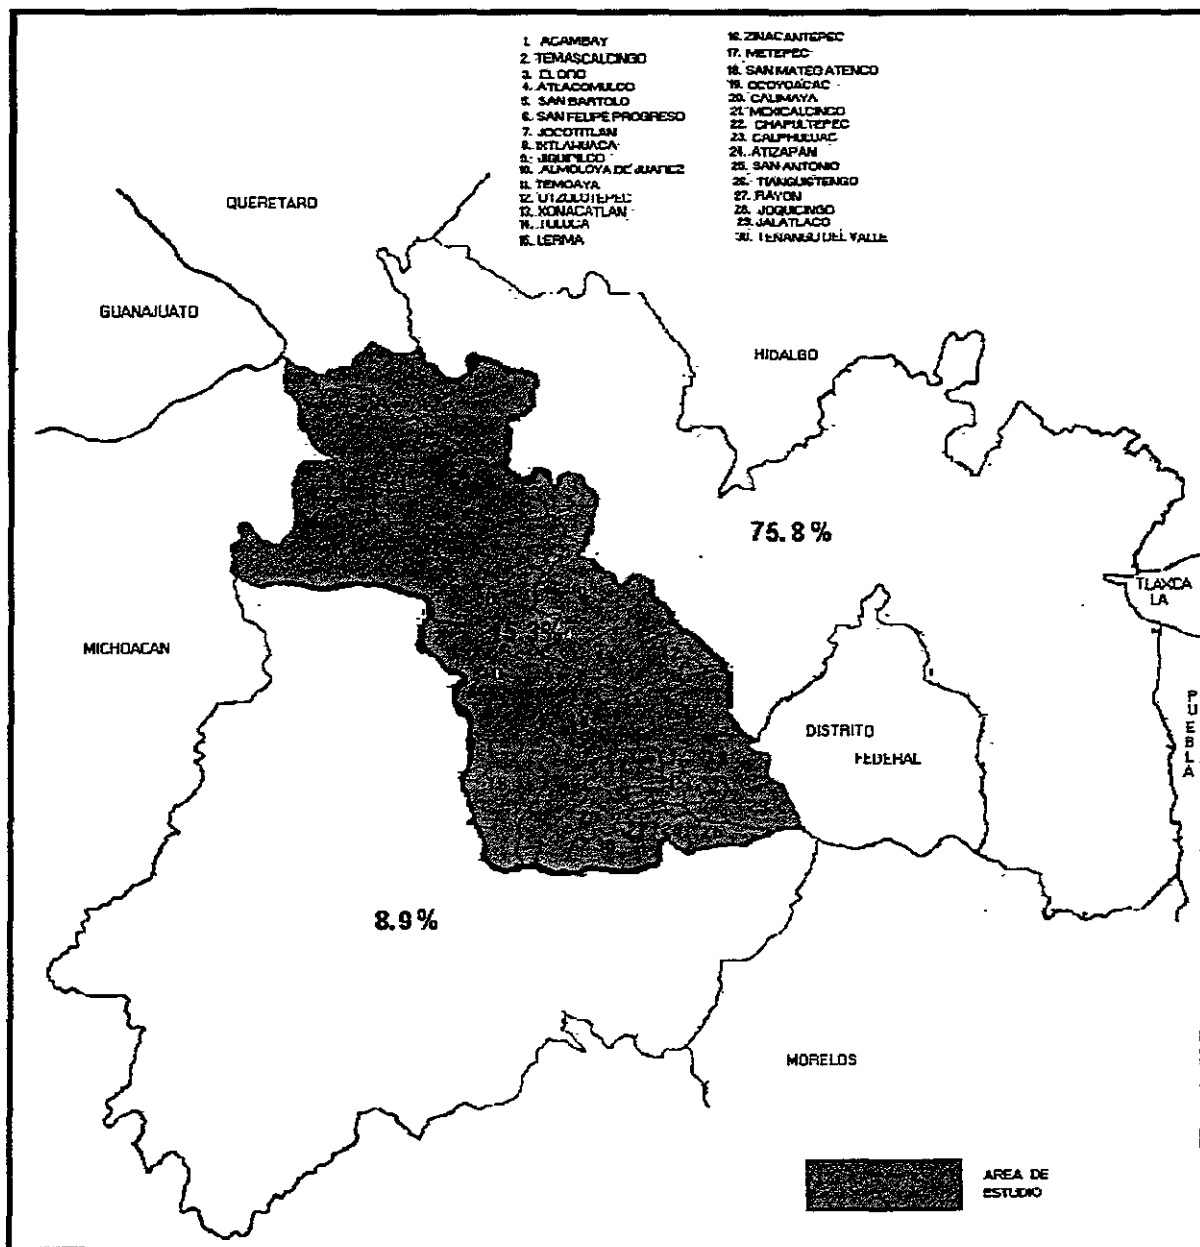 1. ACAMBAY
2. TEMASCALCINGO
3. EL ORO
4. ATLACOMULCO
5. SAN BARTOLO
6. SAN FELIPE PROGRESO
7. JOCOTITLAN
8. IXTLAHUACA
9. JIQUIPILCO
10. ALMOLOYA DE JUAREZ
11. TEMOAYA
12. OTZOLOTEPEC
13. XONACATLAN
14. TOLUCA
15. LERMA
16. ZINACANTEPEC
17. METEPEC
18. SAN MATEO ATENCO
19. OCOYOACAC
20. CALIMAYA
21. MEXICALCINGO
22. CHAPULTEPEC
23. CALPHULUAC
24. ATIZAPAN
25. SAN ANTONIO
26. TIANGUISTENGO
27. RAYON
28. JOQUICINGO
29. JALATLACO
30. TENANGO DEL VALLE
QUERETARO
GUANAJUATO
HIDALGO
75.8 %
TLAXCA
LA
MICHOACAN
PUEBLA
DISTRITO
FEDERAL
8.9 %
MORELOS
AREA DE
ESTUDIO